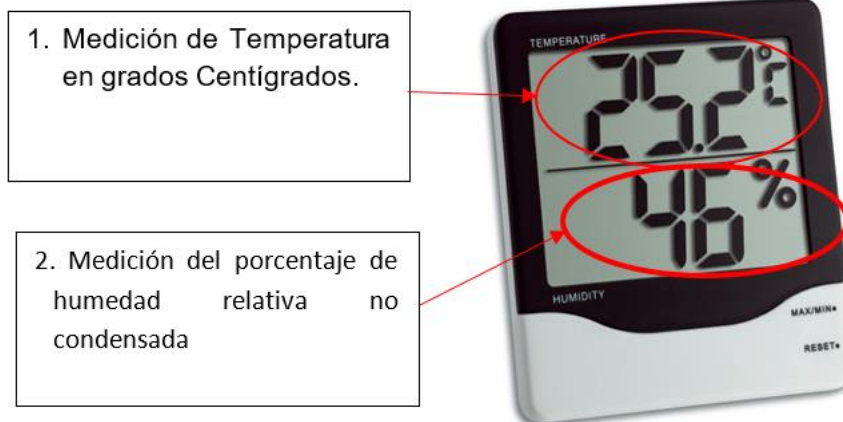 1. Medición de Temperatura
en grados Centígrados.
2. Medición del porcentaje de
humedad relativa no
condensada
TEMPERATURE
25.2°C
46%
HUMIDITY
MAX/MIN
RESET